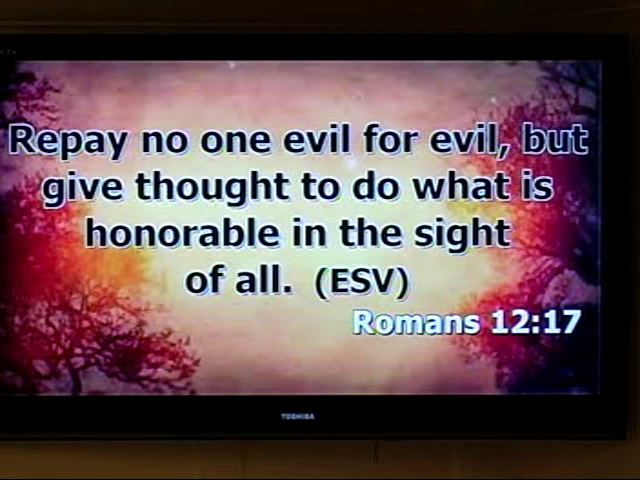 Repay no one evil for evil, but
give thought to do what is
honorable in the sight
of all. (ESV)
Romans 12:17
TOSHIBA